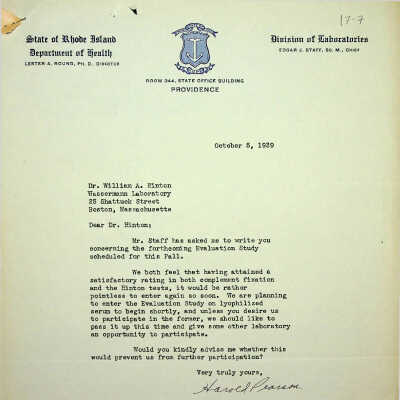 17-7
State of Rhode Island
Department of Health
LESTER A. ROUND, PH. D. DIRECTOR
Division of Laboratories
EDGAR J. STAFF, SC. M., CHIEF
ROOM 344, STATE OFFICE BUILDING
PROVIDENCE
October 5, 1939
Dr. William A. Hinton
Wassermann Laboratory
25 Shattuck Street
Boston, Massachusetts
Dear Dr. Hinton:
Mr. Staff has asked us to write you
concerning the forthcoming Evaluation Study
scheduled for this Fall.
We both feel that having attained a
satisfactory rating in both complement fixation
and the Hinton tests, it would be rather
pointless to enter again so soon. We are planning
to enter the Evaluation Study on lyophilized
serum to begin shortly, and unless you desire us
to participate in the former, we should like to
pass it up this time and give some other laboratory
an opportunity to participate.
Would you kindly advise me whether this
would prevent us from further participation?
Very truly yours,
Harold Pearson